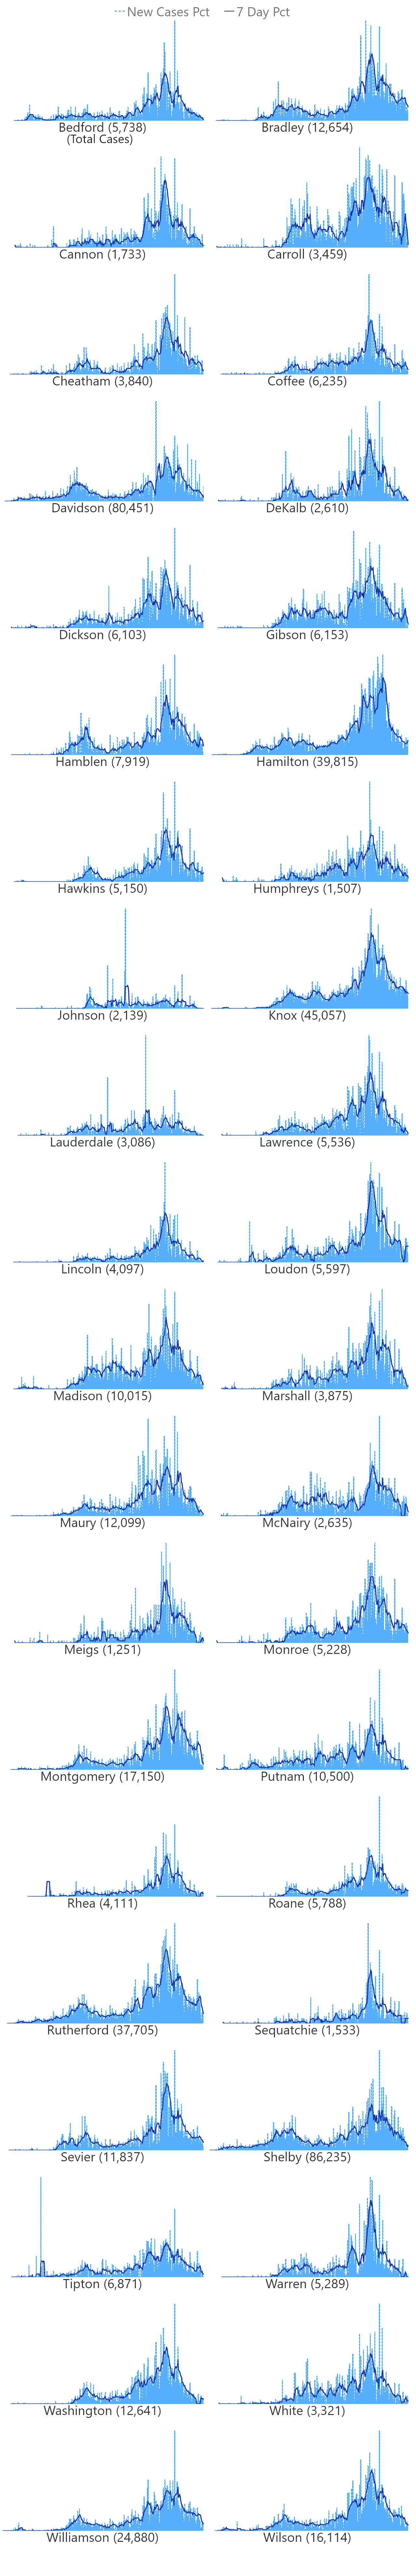 New Cases Pct 7 Day Pct
Bedford (5,738) Bradley (12,654)
(Total Cases)
Cannon (1,733) Carroll (3,459)
Cheatham (3,840) Coffee (6,235)
Davidson (80,451) DeKalb (2,610)
Dickson (6,103) Gibson (6,153)
Hamblen (7,919) Hamilton (39,815)
Hawkins (5,150) Humphreys (1,507)
Johnson (2,139) Knox (45,057)
Lauderdale (3,086) Lawrence (5,536)
Lincoln (4,097) Loudon (5,597)
Madison (10,015) Marshall (3,875)
Maury (12,099) McNairy (2,635)
Meigs (1,251) Monroe (5,228)
Montgomery (17,150) Putnam (10,500)
Rhea (4,111) Roane (5,788)
Rutherford (37,705) Sequatchie (1,533)
Sevier (11,837) Shelby (86,235)
Tipton (6,871) Warren (5,289)
Washington (12,641) White (3,321)
Williamson (24,880) Wilson (16,114)